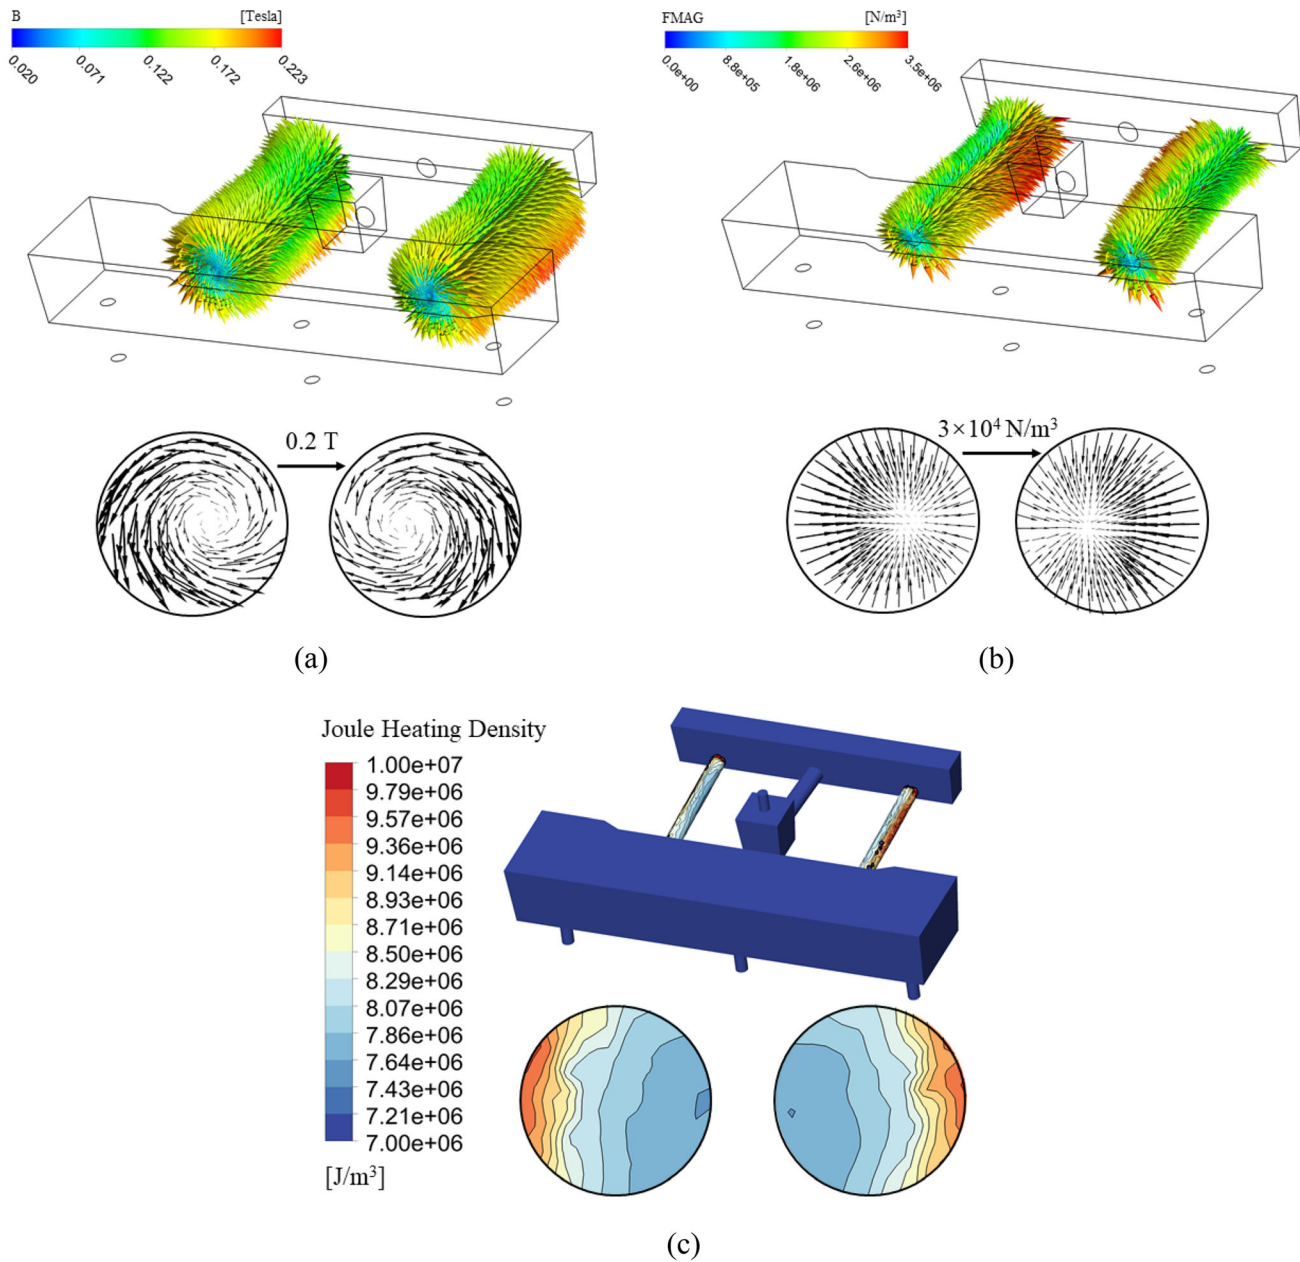 B [Tesla]
0.020 0.071 0.122 0.172 0.223
FMAG [N/m³]
0.0e+00 8.8e+05 1.8e+06 2.6e+06 3.5e+06
0.2 T
3×10⁴ N/m³
(a)
(b)
Joule Heating Density
1.00e+07
9.79e+06
9.57e+06
9.36e+06
9.14e+06
8.93e+06
8.71e+06
8.50e+06
8.29e+06
8.07e+06
7.86e+06
7.64e+06
7.43e+06
7.21e+06
7.00e+06
[J/m³]
(c)